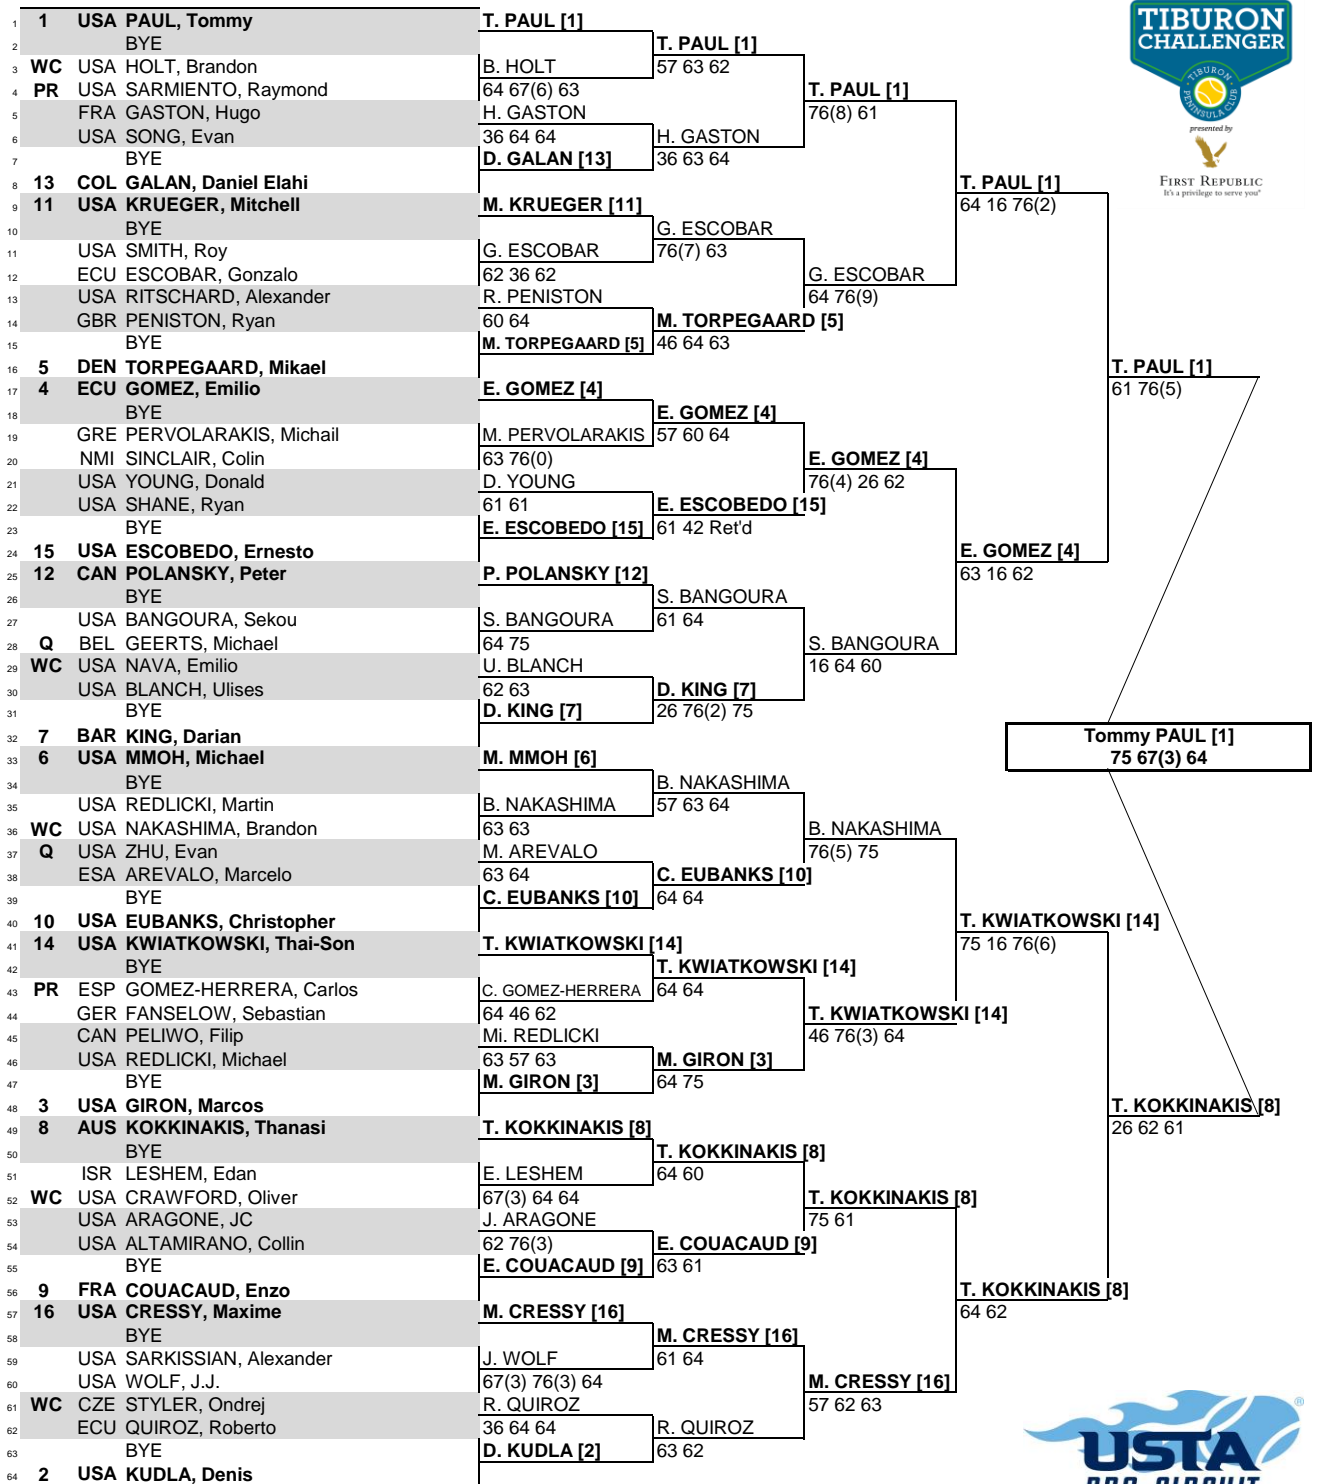 TIBURON
CHALLENGER
TIBURON
PENINSULA CLUB
presented by
FIRST REPUBLIC
It's a privilege to serve you®
1 1 USA PAUL, Tommy
2 BYE
3 WC USA HOLT, Brandon
4 PR USA SARMIENTO, Raymond
5 FRA GASTON, Hugo
6 USA SONG, Evan
7 BYE
8 13 COL GALAN, Daniel Elahi
9 11 USA KRUEGER, Mitchell
10 BYE
11 USA SMITH, Roy
12 ECU ESCOBAR, Gonzalo
13 USA RITSCHARD, Alexander
14 GBR PENISTON, Ryan
15 BYE
16 5 DEN TORPEGAARD, Mikael
17 4 ECU GOMEZ, Emilio
18 BYE
19 GRE PERVOLARAKIS, Michail
20 NMI SINCLAIR, Colin
21 USA YOUNG, Donald
22 USA SHANE, Ryan
23 BYE
24 15 USA ESCOBEDO, Ernesto
25 12 CAN POLANSKY, Peter
26 BYE
27 USA BANGOURA, Sekou
28 Q BEL GEERTS, Michael
29 WC USA NAVA, Emilio
30 USA BLANCH, Ulises
31 BYE
32 7 BAR KING, Darian
33 6 USA MMOH, Michael
34 BYE
35 USA REDLICKI, Martin
36 WC USA NAKASHIMA, Brandon
37 Q USA ZHU, Evan
38 ESA AREVALO, Marcelo
39 BYE
40 10 USA EUBANKS, Christopher
41 14 USA KWIATKOWSKI, Thai-Son
42 BYE
43 PR ESP GOMEZ-HERRERA, Carlos
44 GER FANSELOW, Sebastian
45 CAN PELIWO, Filip
46 USA REDLICKI, Michael
47 BYE
48 3 USA GIRON, Marcos
49 8 AUS KOKKINAKIS, Thanasi
50 BYE
51 ISR LESHEM, Edan
52 WC USA CRAWFORD, Oliver
53 USA ARAGONE, JC
54 USA ALTAMIRANO, Collin
55 BYE
56 9 FRA COUACAUD, Enzo
57 16 USA CRESSY, Maxime
58 BYE
59 USA SARKISSIAN, Alexander
60 USA WOLF, J.J.
61 WC CZE STYLER, Ondrej
62 ECU QUIROZ, Roberto
63 BYE
64 2 USA KUDLA, Denis
T. PAUL [1]
B. HOLT
64 67(6) 63
H. GASTON
36 64 64
D. GALAN [13]
M. KRUEGER [11]
G. ESCOBAR
62 36 62
R. PENISTON
60 64
M. TORPEGAARD [5]
E. GOMEZ [4]
M. PERVOLARAKIS
63 76(0)
D. YOUNG
61 61
E. ESCOBEDO [15]
P. POLANSKY [12]
S. BANGOURA
64 75
U. BLANCH
62 63
D. KING [7]
M. MMOH [6]
B. NAKASHIMA
63 63
M. AREVALO
63 64
C. EUBANKS [10]
T. KWIATKOWSKI [14]
C. GOMEZ-HERRERA
64 46 62
Mi. REDLICKI
63 57 63
M. GIRON [3]
T. KOKKINAKIS [8]
E. LESHEM
67(3) 64 64
J. ARAGONE
62 76(3)
E. COUACAUD [9]
M. CRESSY [16]
J. WOLF
67(3) 76(3) 64
R. QUIROZ
36 64 64
D. KUDLA [2]
T. PAUL [1]
57 63 62
H. GASTON
36 63 64
G. ESCOBAR
76(7) 63
M. TORPEGAARD [5]
46 64 63
E. GOMEZ [4]
57 60 64
E. ESCOBEDO [15]
61 42 Ret'd
S. BANGOURA
61 64
D. KING [7]
26 76(2) 75
B. NAKASHIMA
57 63 64
C. EUBANKS [10]
64 64
T. KWIATKOWSKI [14]
64 64
M. GIRON [3]
64 75
T. KOKKINAKIS [8]
64 60
E. COUACAUD [9]
63 61
M. CRESSY [16]
61 64
R. QUIROZ
63 62
T. PAUL [1]
76(8) 61
G. ESCOBAR
64 76(9)
E. GOMEZ [4]
76(4) 26 62
S. BANGOURA
16 64 60
B. NAKASHIMA
76(5) 75
T. KWIATKOWSKI [14]
46 76(3) 64
T. KOKKINAKIS [8]
75 61
M. CRESSY [16]
57 62 63
T. PAUL [1]
64 16 76(2)
E. GOMEZ [4]
63 16 62
T. KWIATKOWSKI [14]
75 16 76(6)
T. KOKKINAKIS [8]
64 62
T. PAUL [1]
61 76(5)
T. KOKKINAKIS [8]
26 62 61
Tommy PAUL [1]
75 67(3) 64
USTA ®
PRO CIRCUIT